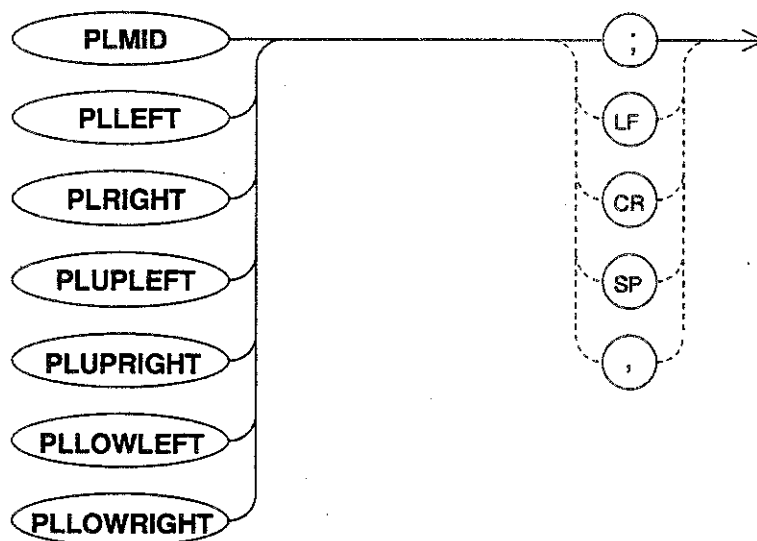 PLMID ;
PLLEFT LF
PLRIGHT CR
PLUPLEFT SP
PLUPRIGHT ,
PLLOWLEFT
PLLOWRIGHT